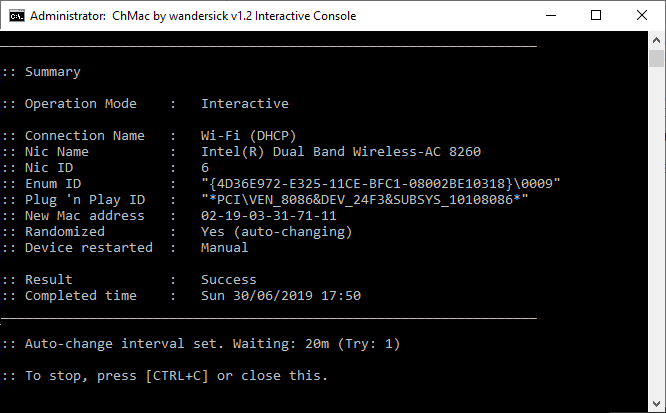 Administrator: ChMac by wandersick v1.2 Interactive Console
:: Summary
:: Operation Mode : Interactive
:: Connection Name : Wi-Fi (DHCP)
:: Nic Name : Intel(R) Dual Band Wireless-AC 8260
:: Nic ID : 6
:: Enum ID : "{4D36E972-E325-11CE-BFC1-08002BE10318}\0009"
:: Plug 'n Play ID : "*PCI\VEN_8086&DEV_24F3&SUBSYS_10108086*"
:: New Mac address : 02-19-03-31-71-11
:: Randomized : Yes (auto-changing)
:: Device restarted : Manual
:: Result : Success
:: Completed time : Sun 30/06/2019 17:50
:: Auto-change interval set. Waiting: 20m (Try: 1)
:: To stop, press [CTRL+C] or close this.